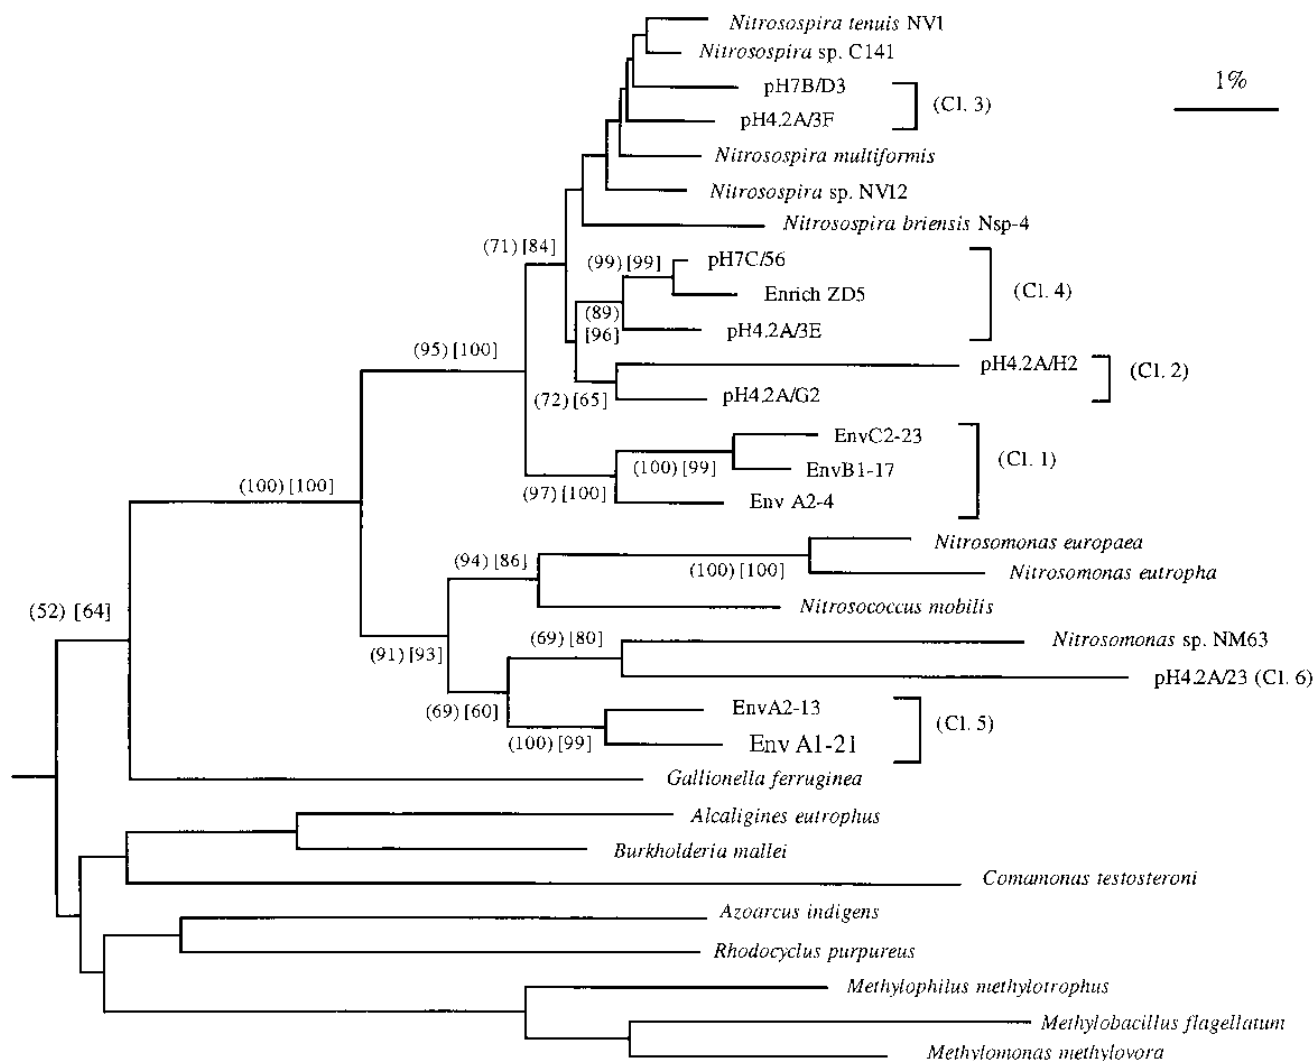 Nitrosospira tenuis NV1
Nitrosospira sp. C141
1%
pH7B/D3
(Cl. 3)
pH4.2A/3F
Nitrosospira multiformis
Nitrosospira sp. NV12
Nitrosospira briensis Nsp-4
(71) [84]
(99) [99]
pH7C/56
Enrich ZD5
(Cl. 4)
(89)
[96]
pH4.2A/3E
(95) [100]
pH4.2A/H2
(Cl. 2)
(72) [65]
pH4.2A/G2
EnvC2-23
(100) [99]
EnvB1-17
(Cl. 1)
(100) [100]
(97) [100]
Env A2-4
Nitrosomonas europaea
(94) [86]
(100) [100]
Nitrosomonas eutropha
Nitrosococcus mobilis
(52) [64]
(69) [80]
Nitrosomonas sp. NM63
(91) [93]
pH4.2A/23 (Cl. 6)
(69) [60]
EnvA2-13
(Cl. 5)
(100) [99]
Env A1-21
Gallionella ferruginea
Alcaligines eutrophus
Burkholderia mallei
Comamonas testosteroni
Azoarcus indigens
Rhodocyclus purpureus
Methylophilus methylotrophus
Methylobacillus flagellatum
Methylomonas methylovora